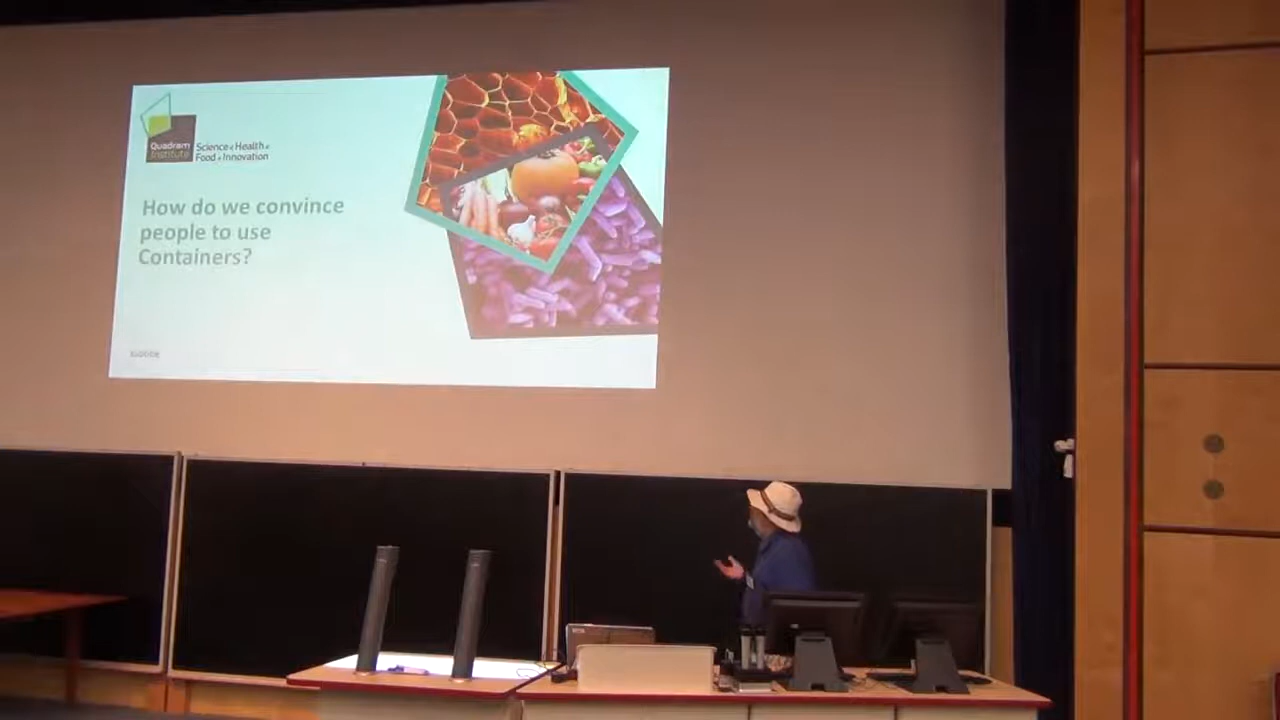 Quadram
Institute
Science Health
Food Innovation
How do we convince
people to use
Containers?